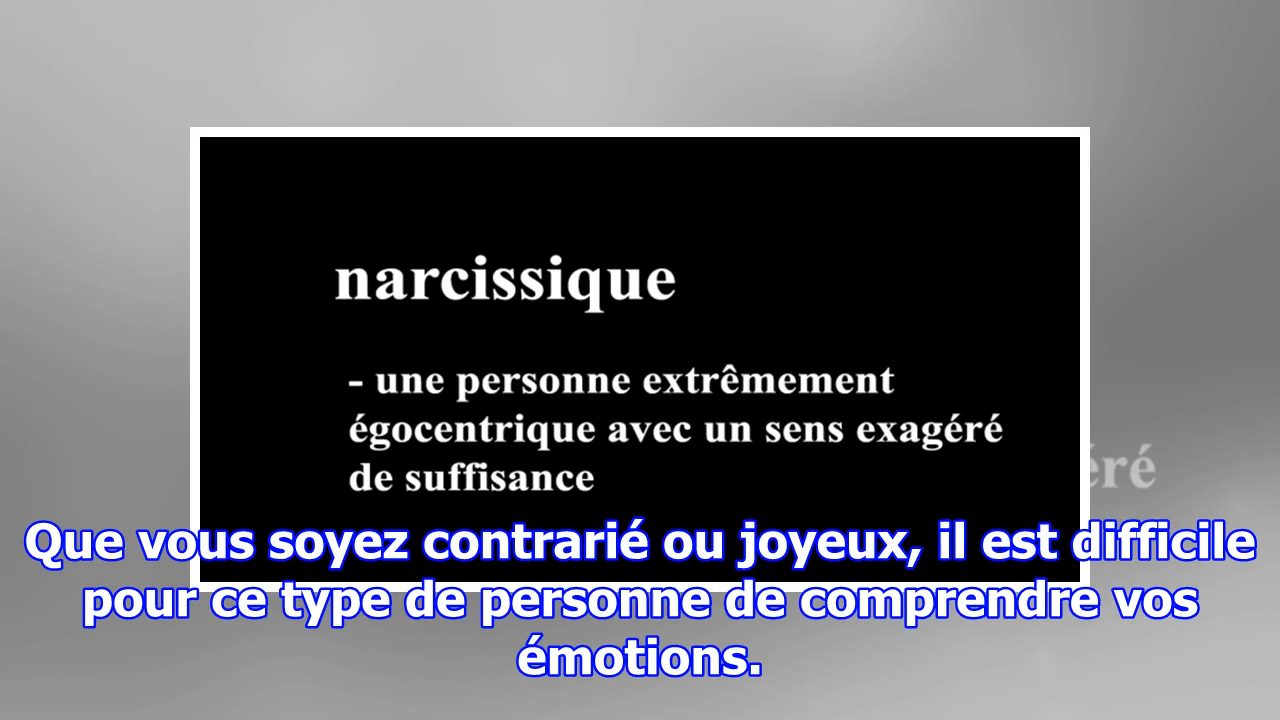 narcissique
- une personne extrêmement
égocentrique avec un sens exagéré
de suffisance
éré
Que vous soyez contrarié ou joyeux, il est difficile
pour ce type de personne de comprendre vos
émotions.